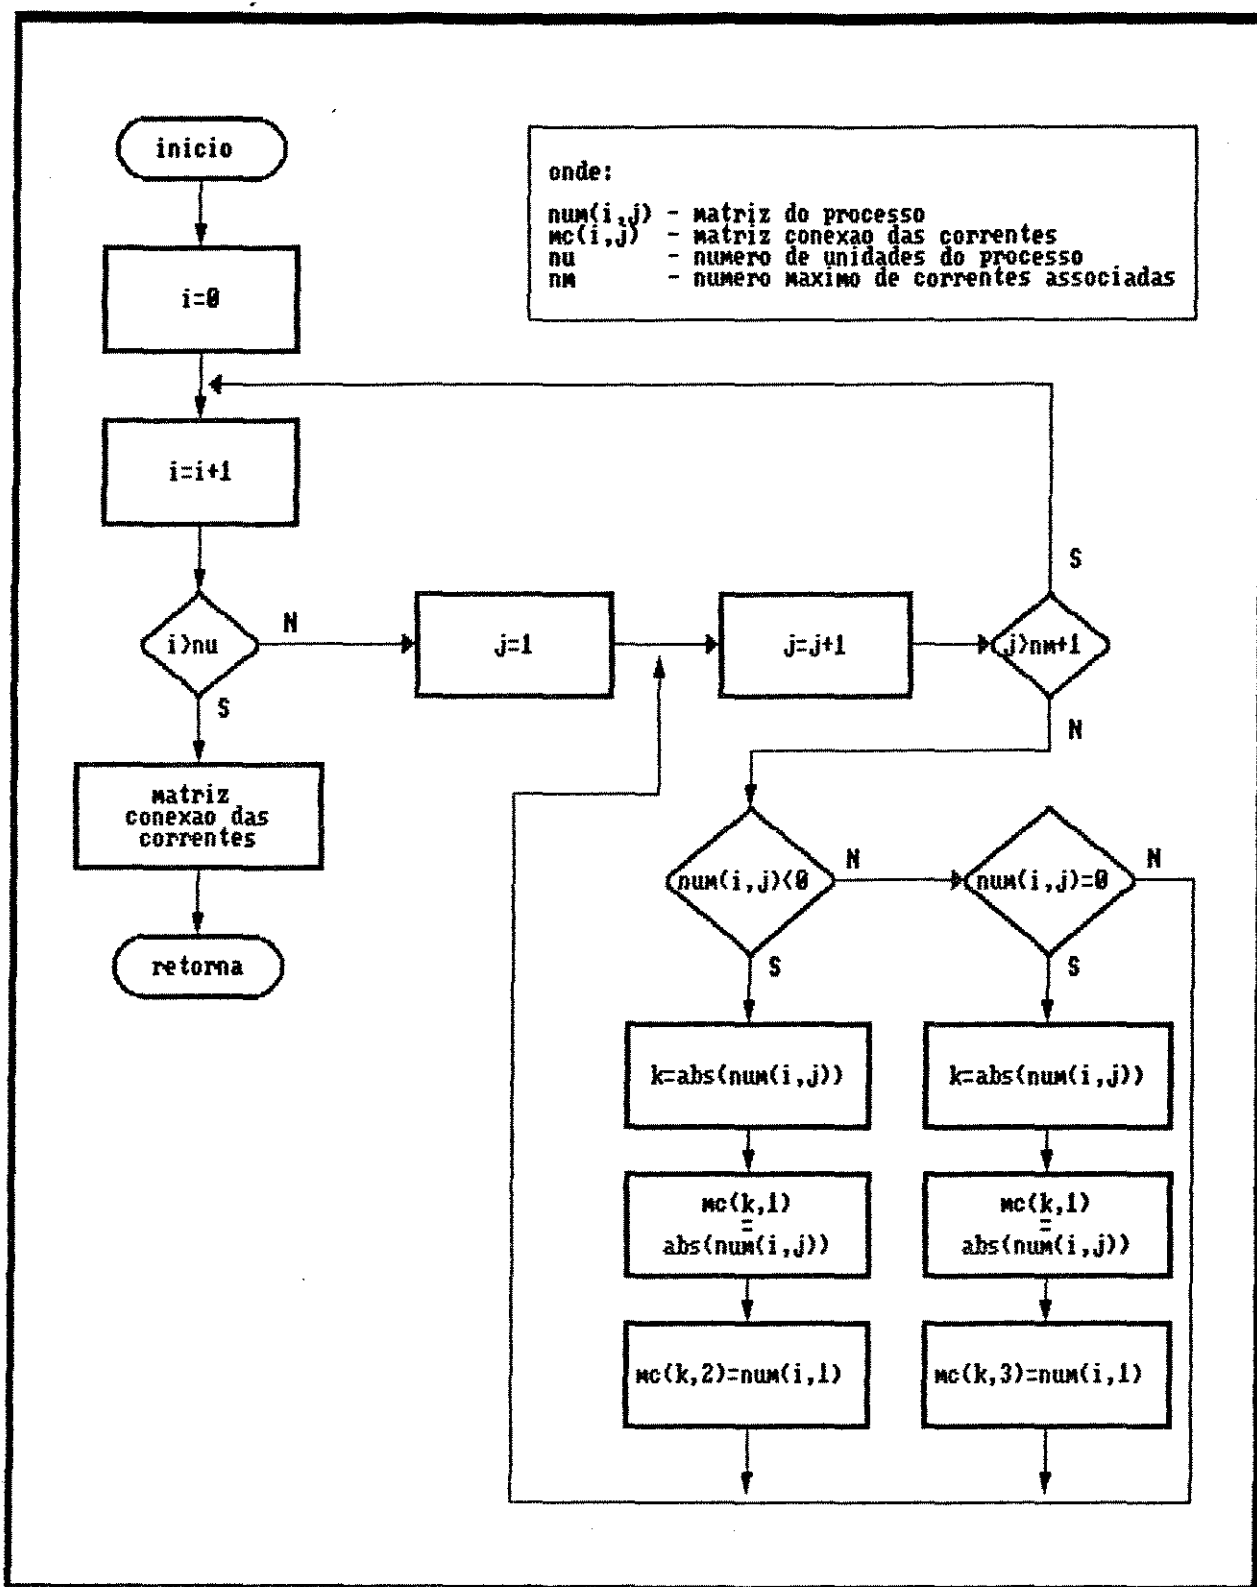 inicio
onde:
num(i,j) - matriz do processo
mc(i,j) - matriz conexao das correntes
nu - numero de unidades do processo
nm - numero maximo de correntes associadas
i=0
i=i+1
S
i>nu
N
j=1
j=j+1
j>nm+1
S
N
matriz
conexao das
correntes
num(i,j)<0
N
num(i,j)=0
N
retorna
S
S
k=abs(num(i,j))
k=abs(num(i,j))
mc(k,1)
=
abs(num(i,j))
mc(k,1)
=
abs(num(i,j))
mc(k,2)=num(i,1)
mc(k,3)=num(i,1)